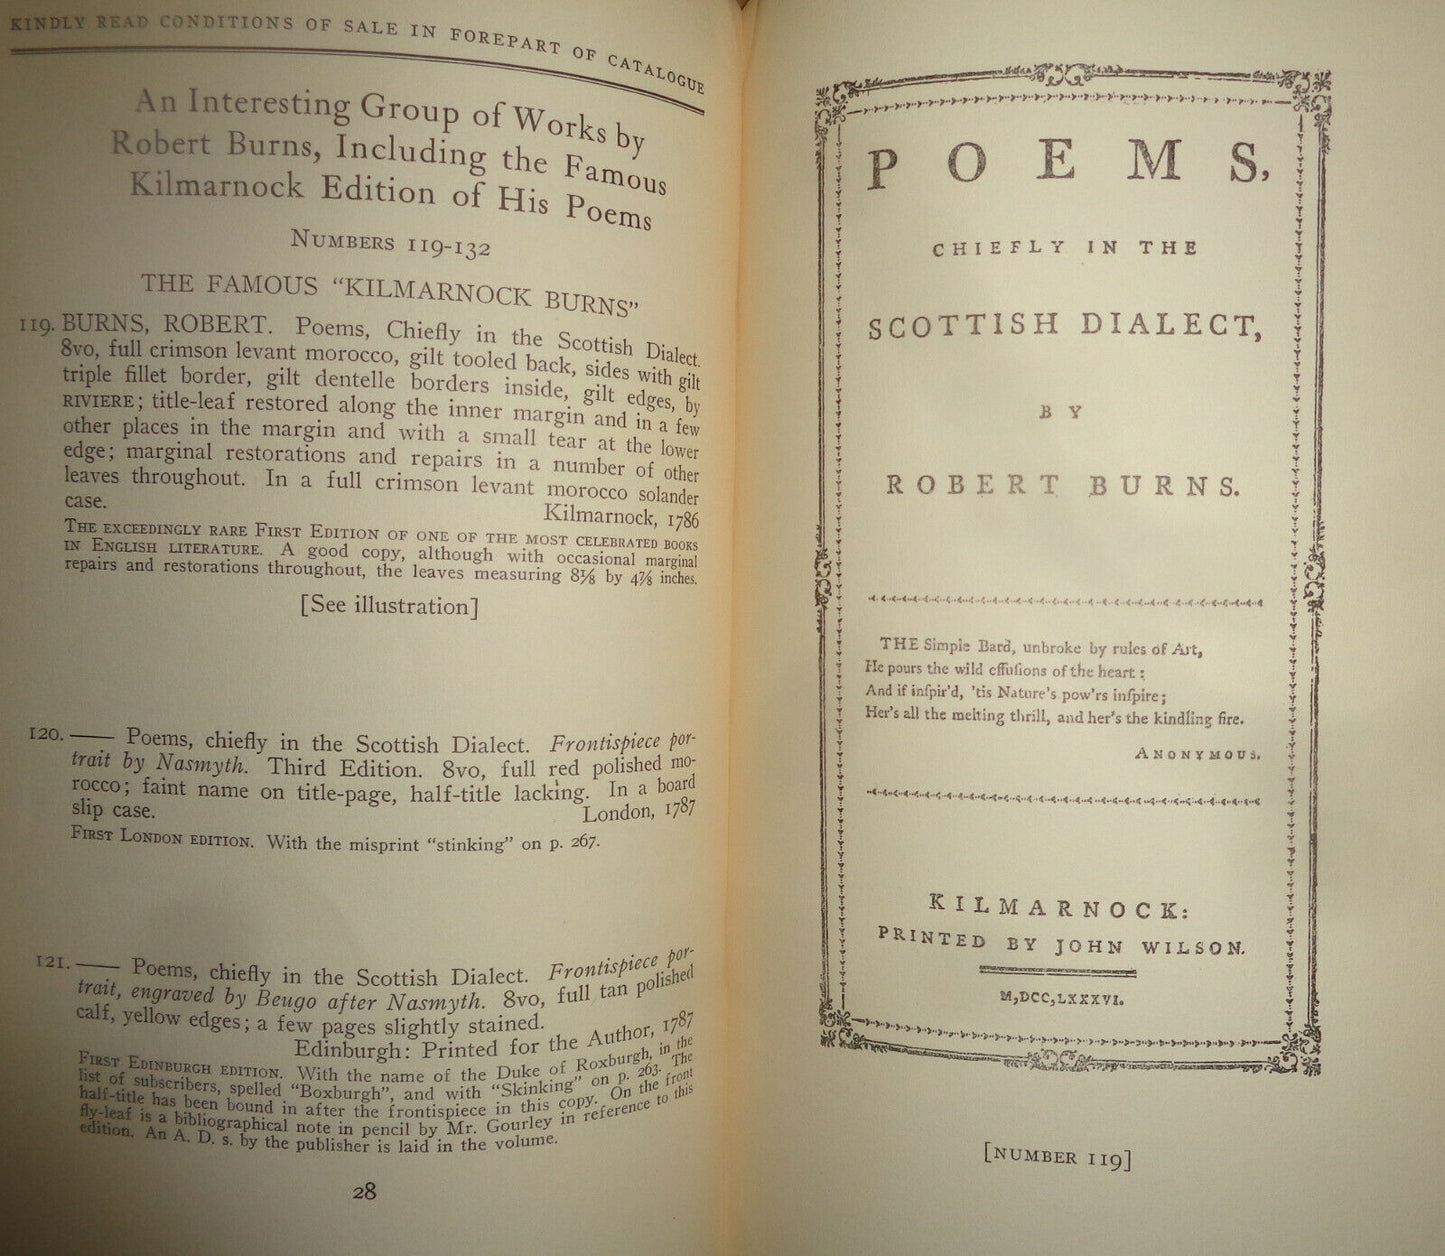 KINDLY READ CONDITIONS OF SALE IN FOREPART OF CATALOGUE
An Interesting Group of Works by
Robert Burns, Including the Famous
Kilmarnock Edition of His Poems
NUMBERS 119-132
THE FAMOUS "KILMARNOCK BURNS"
119. BURNS, ROBERT. Poems, Chiefly in the Scottish Dialect.
8vo, full crimson levant morocco, gilt tooled back, sides with gilt
triple fillet border, gilt dentelle borders inside, gilt edges, by
RIVIERE; title-leaf restored along the inner margin and in a few
other places in the margin and with a small tear at the lower
edge; marginal restorations and repairs in a number of other
leaves throughout. In a full crimson levant morocco solander
case. Kilmarnock, 1786
THE EXCEEDINGLY RARE FIRST EDITION OF ONE OF THE MOST CELEBRATED BOOKS
IN ENGLISH LITERATURE. A good copy, although with occasional marginal
repairs and restorations throughout, the leaves measuring 8⅝ by 4⅞ inches.
[See illustration]
120. —— Poems, chiefly in the Scottish Dialect. Frontispiece por-
trait by Nasmyth. Third Edition. 8vo, full red polished mo-
rocco; faint name on title-page, half-title lacking. In a board
slip case. London, 1787
FIRST LONDON EDITION. With the misprint "stinking" on p. 267.
121. —— Poems, chiefly in the Scottish Dialect. Frontispiece por-
trait, engraved by Beugo after Nasmyth. 8vo, full tan polished
calf, yellow edges; a few pages slightly stained.
Edinburgh: Printed for the Author, 1787
FIRST EDINBURGH EDITION. With the name of the Duke of Roxburgh, in the
list of subscribers, spelled "Boxburgh", and with "Skinking" on p. 263. The
half-title has been bound in after the frontispiece in this copy. On the front
fly-leaf is a bibliographical note in pencil by Mr. Gourley in reference to this
edition. An A. D. s. by the publisher is laid in the volume.
28
POEMS,
CHIEFLY IN THE
SCOTTISH DIALECT,
BY
ROBERT BURNS.
THE Simple Bard, unbroke by rules of Art,
He pours the wild effuſions of the heart:
And if inſpir'd, 'tis Nature's pow'rs inſpire;
Her's all the melting thrill, and her's the kindling fire.
ANONYMOUS.
KILMARNOCK:
PRINTED BY JOHN WILSON.
M,DCC,LXXXVI.
[NUMBER 119]